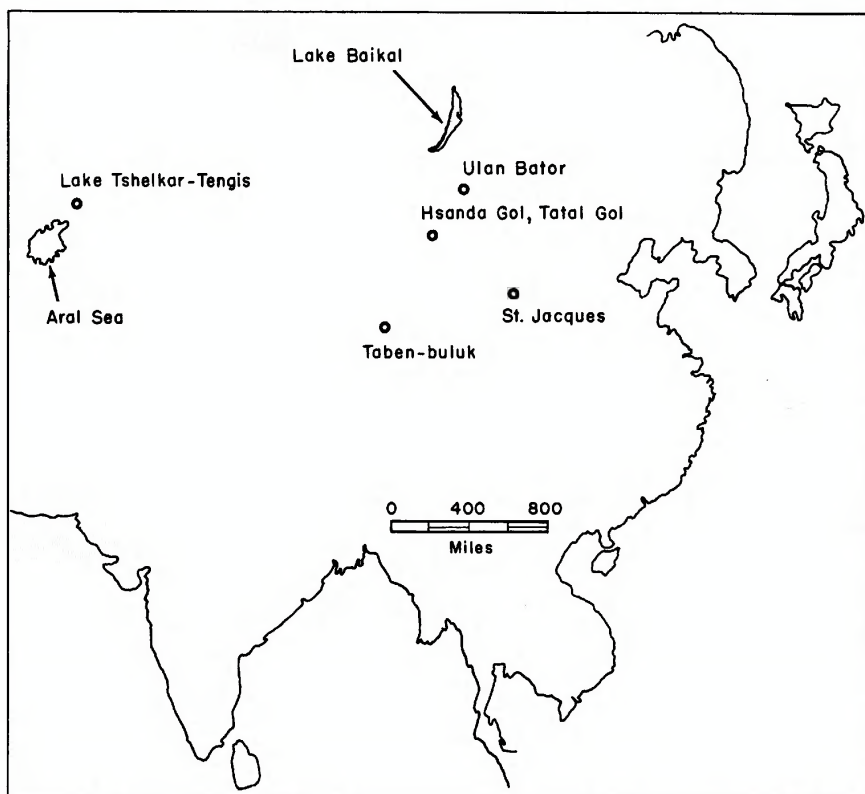 Lake Baikal
Ulan Bator
Lake Tshelkar-Tengis
Hsanda Gol, Tatal Gol
Aral Sea
St. Jacques
Taben-buluk
0 400 800
Miles